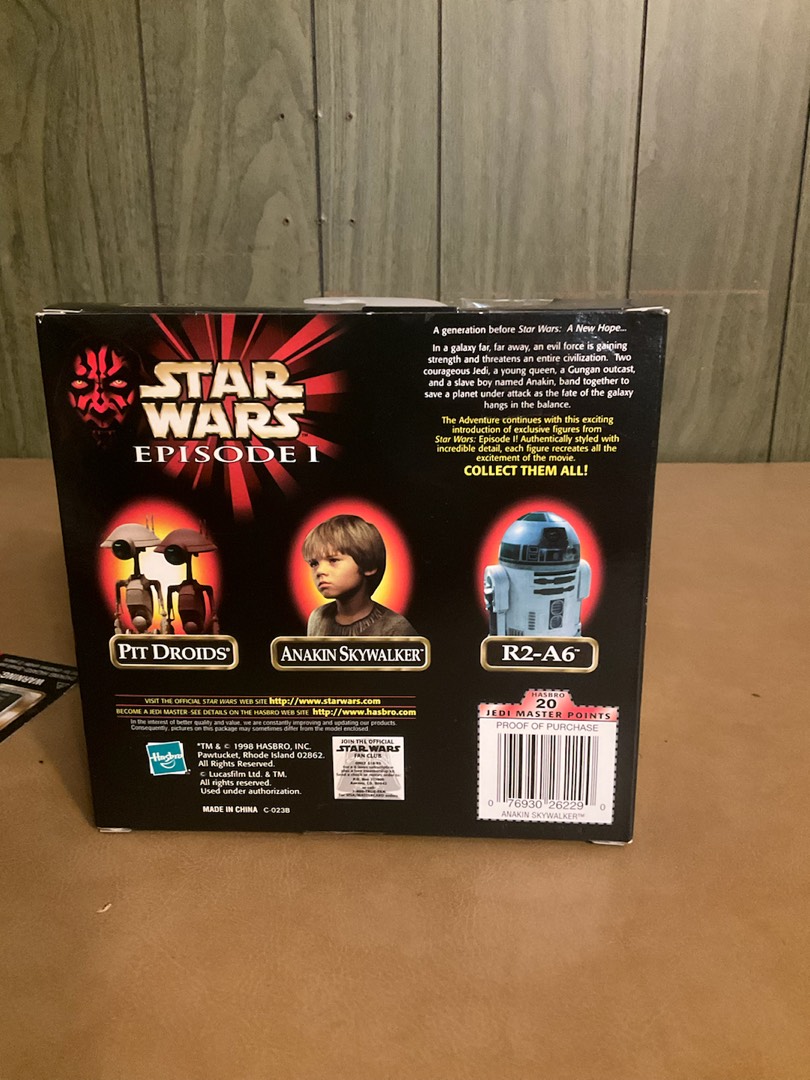 A generation before Star Wars: A New Hope...
In a galaxy far, far away, an evil force is gaining
strength and threatens an entire civilization. Two
courageous Jedi, a young queen, a Gungan outcast,
and a slave boy named Anakin, band together to
save a planet under attack as the fate of the galaxy
hangs in the balance.
The Adventure continues with this exciting
introduction of exclusive figures from
Star Wars: Episode I! Authentically styled with
incredible detail, each figure recreates all the
excitement of the movie.
COLLECT THEM ALL!
STAR
WARS
EPISODE I
PIT DROIDS™
ANAKIN SKYWALKER™
R2-A6™
VISIT THE OFFICIAL STAR WARS WEB SITE http://www.starwars.com
BECOME A JEDI MASTER-SEE DETAILS ON THE HASBRO WEB SITE http://www.hasbro.com
In the interest of better quality and value, we are constantly improving and updating our products.
Consequently, pictures on this package may sometimes differ from the model enclosed.
Hasbro
®*TM & © 1998 HASBRO, INC.
Pawtucket, Rhode Island 02862.
All Rights Reserved.
© Lucasfilm Ltd. & TM.
All rights reserved.
Used under authorization.
MADE IN CHINA C-023B
JOIN THE OFFICIAL
STAR WARS
FAN CLUB
HASBRO
20
JEDI MASTER POINTS
PROOF OF PURCHASE
0 76930 26229 0
ANAKIN SKYWALKER™
WARNING: